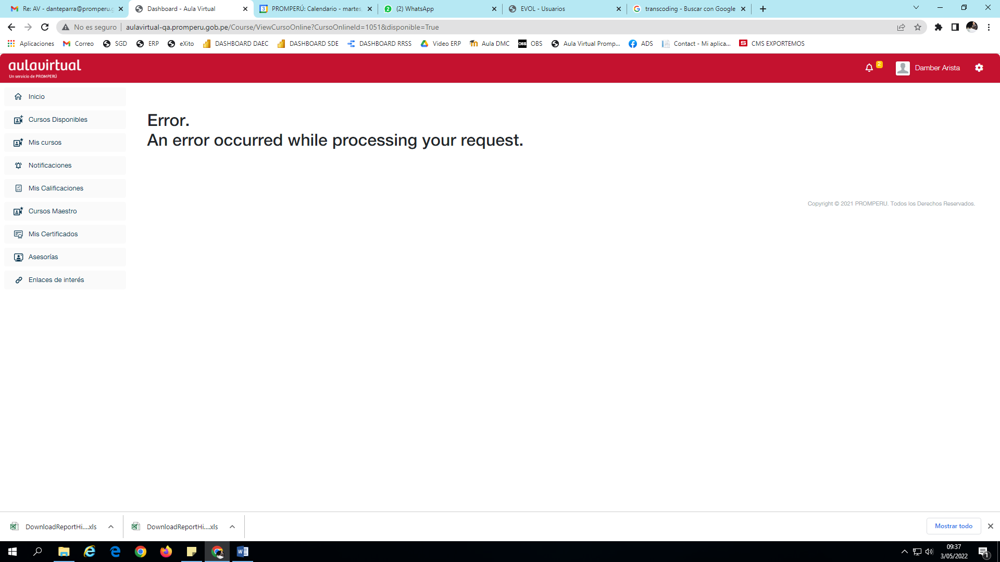 Re: AV - danteparra@promperu.g
Dashboard - Aula Virtual
PROMPERÚ: Calendario - martes,
(2) WhatsApp
EVOL - Usuarios
transcoding - Buscar con Google
No es seguro
aulavirtual-qa.promperu.gob.pe/Course/ViewCursoOnline?CursoOnlineId=1051&disponible=True
Aplicaciones
Correo
SGD
ERP
eXito
DASHBOARD DAEC
DASHBOARD SDE
DASHBOARD RRSS
Video ERP
Aula DMC
OBS
OBS
Aula Virtual Promp...
ADS
Contact - Mi aplica...
CMS EXPORTEMOS
aulavirtual
Un servicio de PROMPERÚ
2
Damber Arista
Inicio
Cursos Disponibles
Mis cursos
Notificaciones
Mis Calificaciones
Cursos Maestro
Mis Certificados
Asesorías
Enlaces de interés
Error.
An error occurred while processing your request.
Copyright © 2021 PROMPERU. Todos los Derechos Reservados.
DownloadReportHi....xls
DownloadReportHi....xls
Mostrar todo
09:37
3/05/2022
1